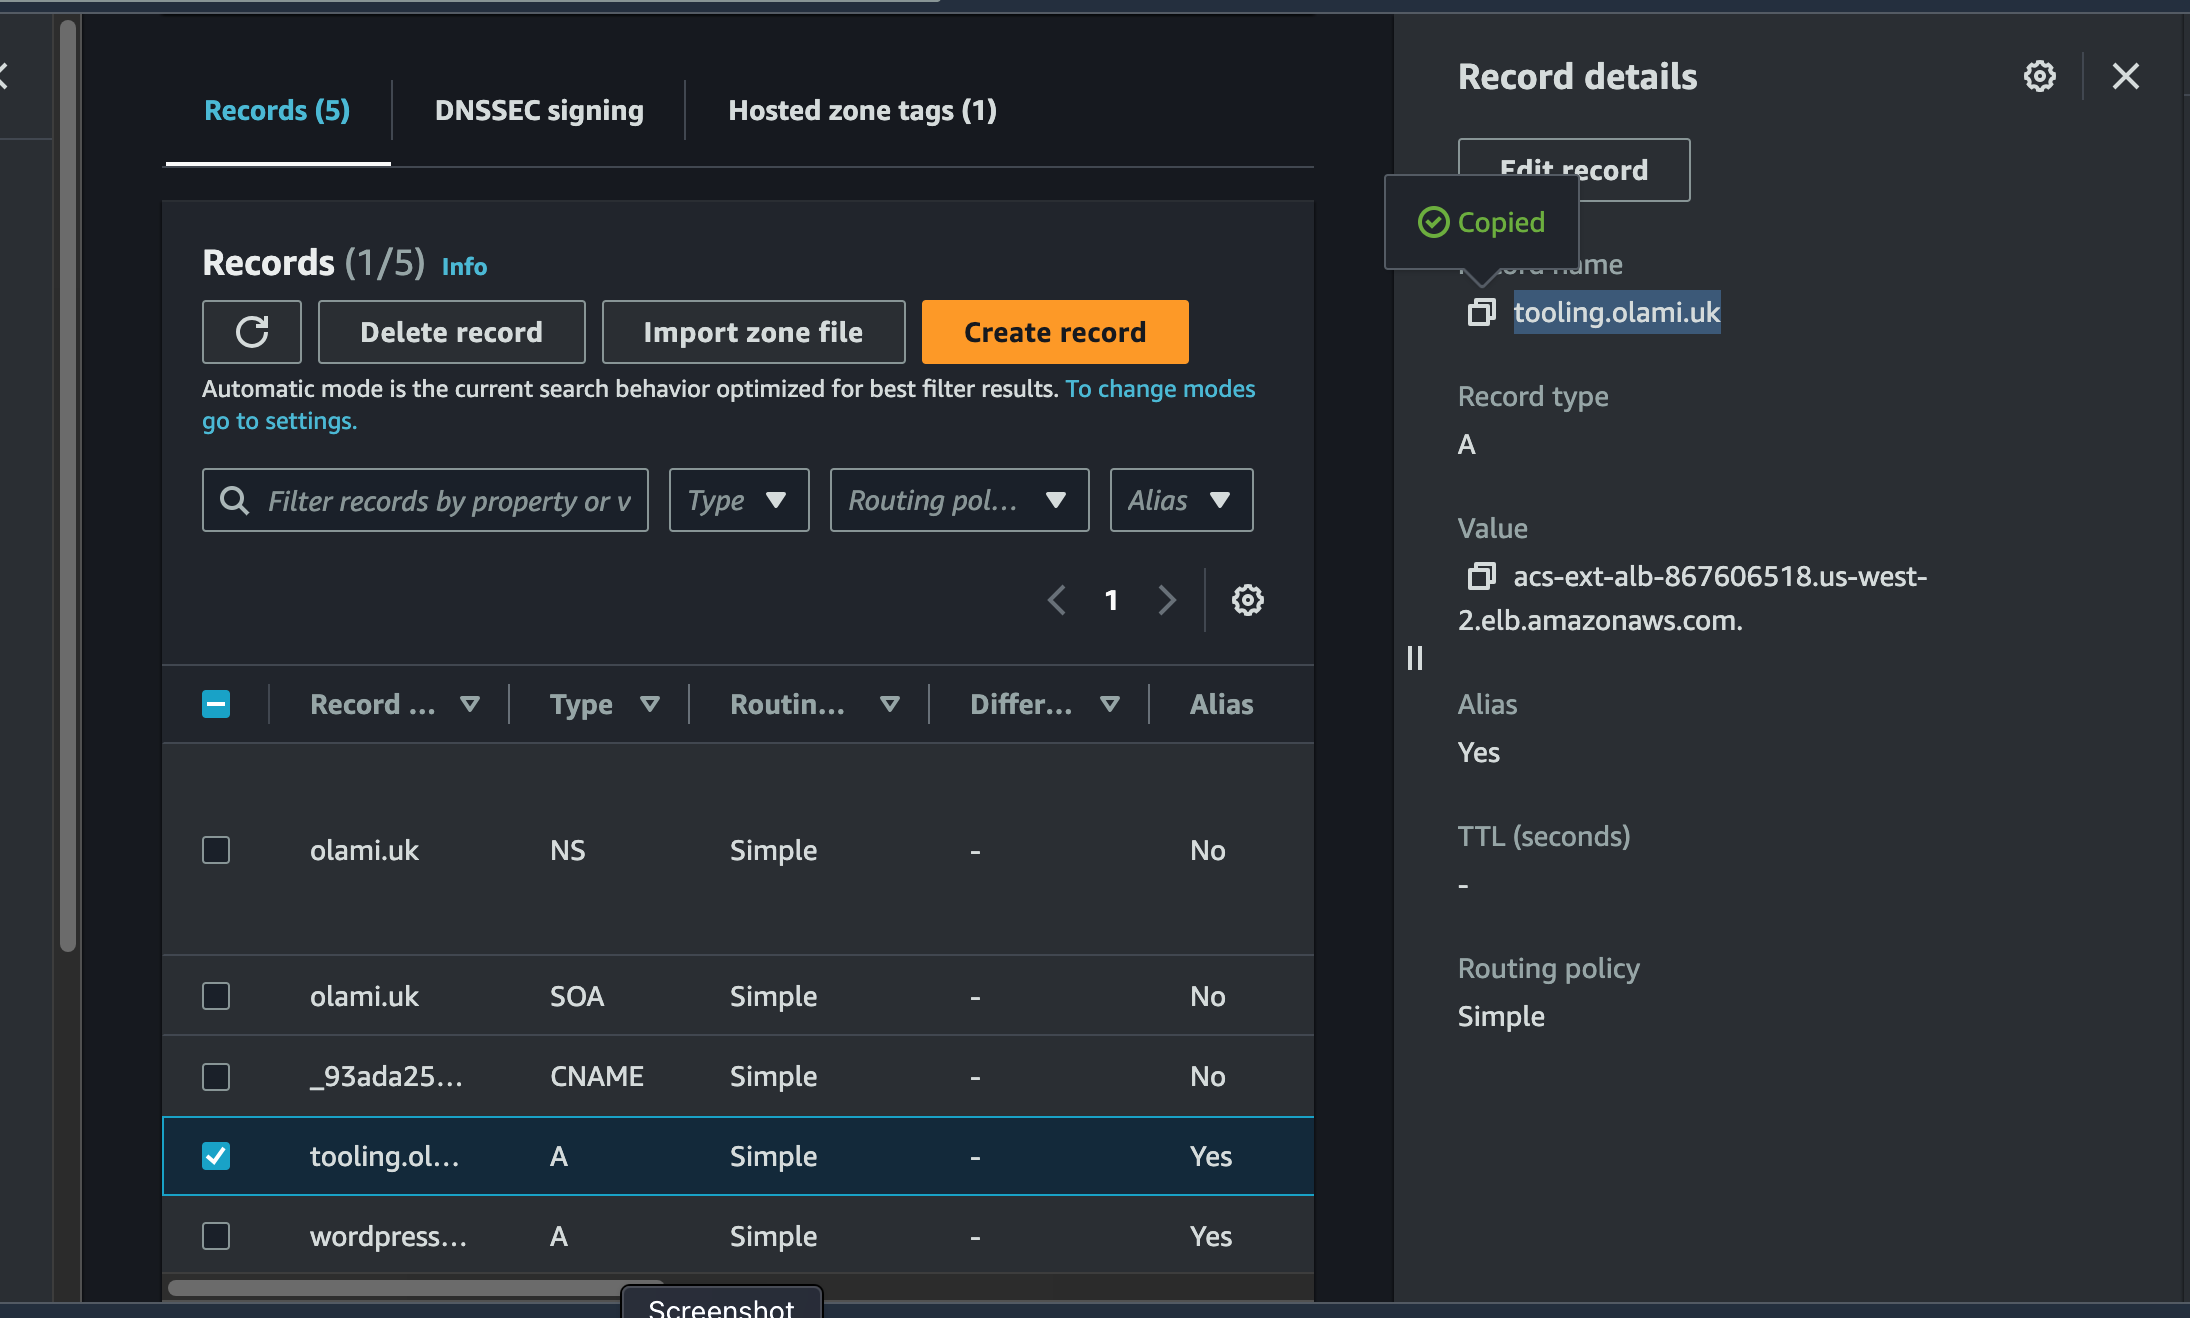 Records (5)
DNSSEC signing
Hosted zone tags (1)
Records (1/5) Info
Delete record
Import zone file
Create record
Automatic mode is the current search behavior optimized for best filter results. To change modes
go to settings.
Filter records by property or v
Type
Routing pol...
Alias
1
Record ... Type Routin... Differ... Alias
olami.uk NS Simple - No
olami.uk SOA Simple - No
_93ada25... CNAME Simple - No
tooling.ol... A Simple - Yes
wordpress... A Simple - Yes
Screenshot
Record details
Edit record
Copied
tooling.olami.uk
Record type
A
Value
acs-ext-alb-867606518.us-west-
2.elb.amazonaws.com.
Alias
Yes
TTL (seconds)
-
Routing policy
Simple